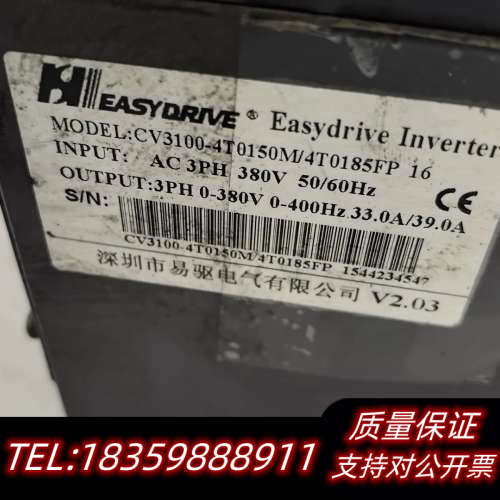 EASYDRIVE® Easydrive Inverter
MODEL:CV3100-4T0150M/4T0185FP 16
INPUT: AC 3PH 380V 50/60Hz
OUTPUT:3PH 0-380V 0-400Hz 33.0A/39.0A
S/N:
CE
CV3100-4T0150M/4T0185FP 1544234547
深圳市易驱电气有限公司 V2.03
TEL:18359888911
质量保证
支持对公开票